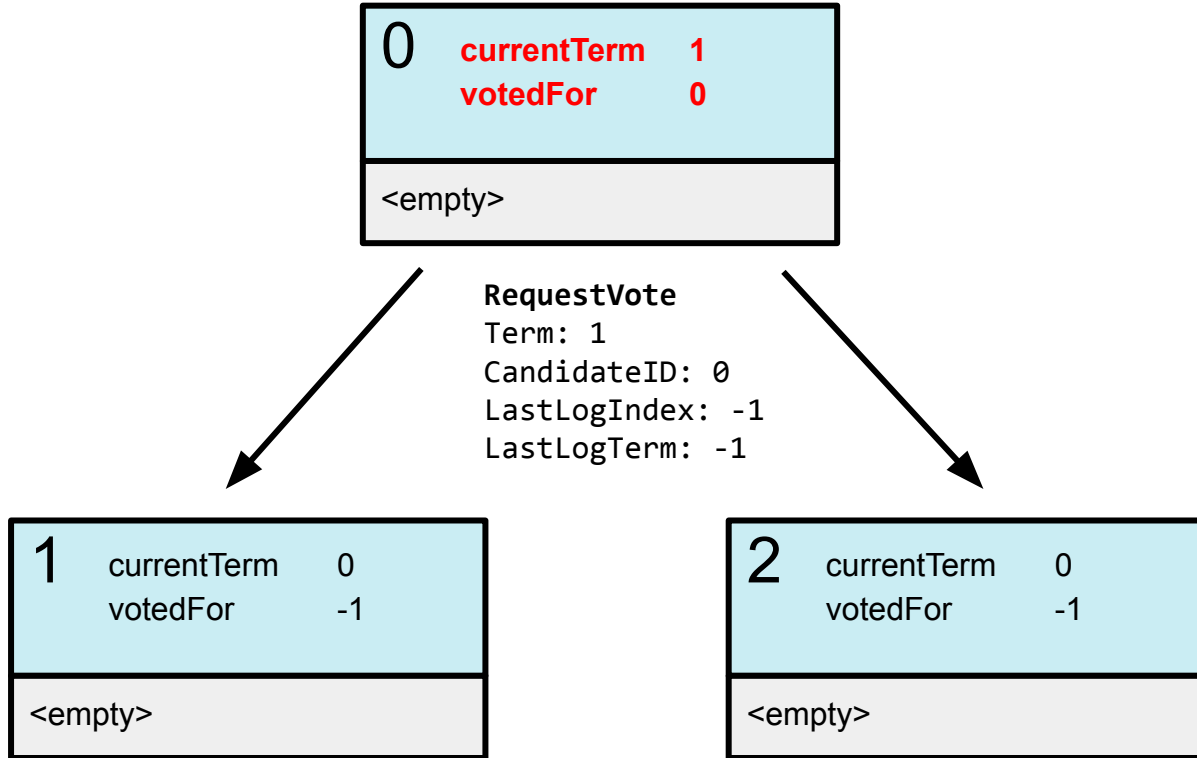 0 currentTerm 1
votedFor 0
<empty>
RequestVote
Term: 1
CandidateID: 0
LastLogIndex: -1
LastLogTerm: -1
1 currentTerm 0
votedFor -1
<empty>
2 currentTerm 0
votedFor -1
<empty>